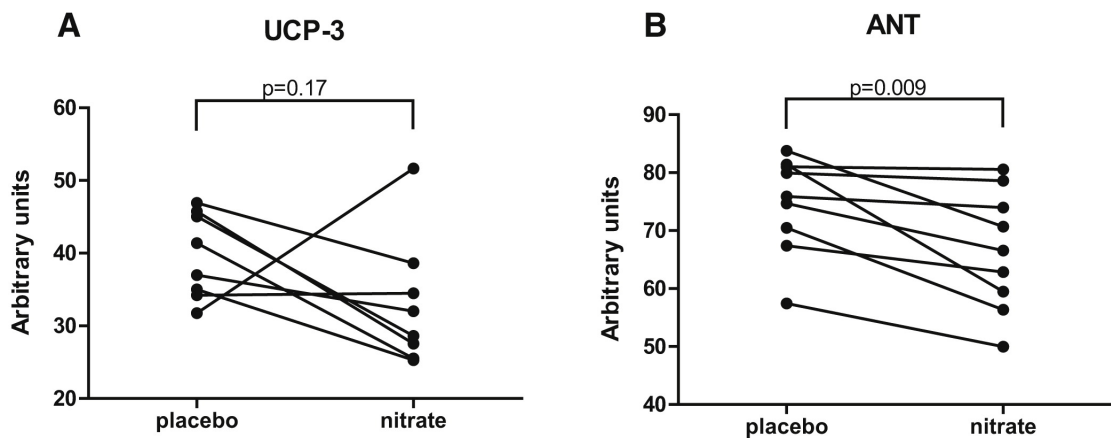 A
UCP-3
p=0.17
60
50
40
30
20
Arbitrary units
placebo
nitrate
B
ANT
p=0.009
90
80
70
60
50
40
Arbitrary units
placebo
nitrate